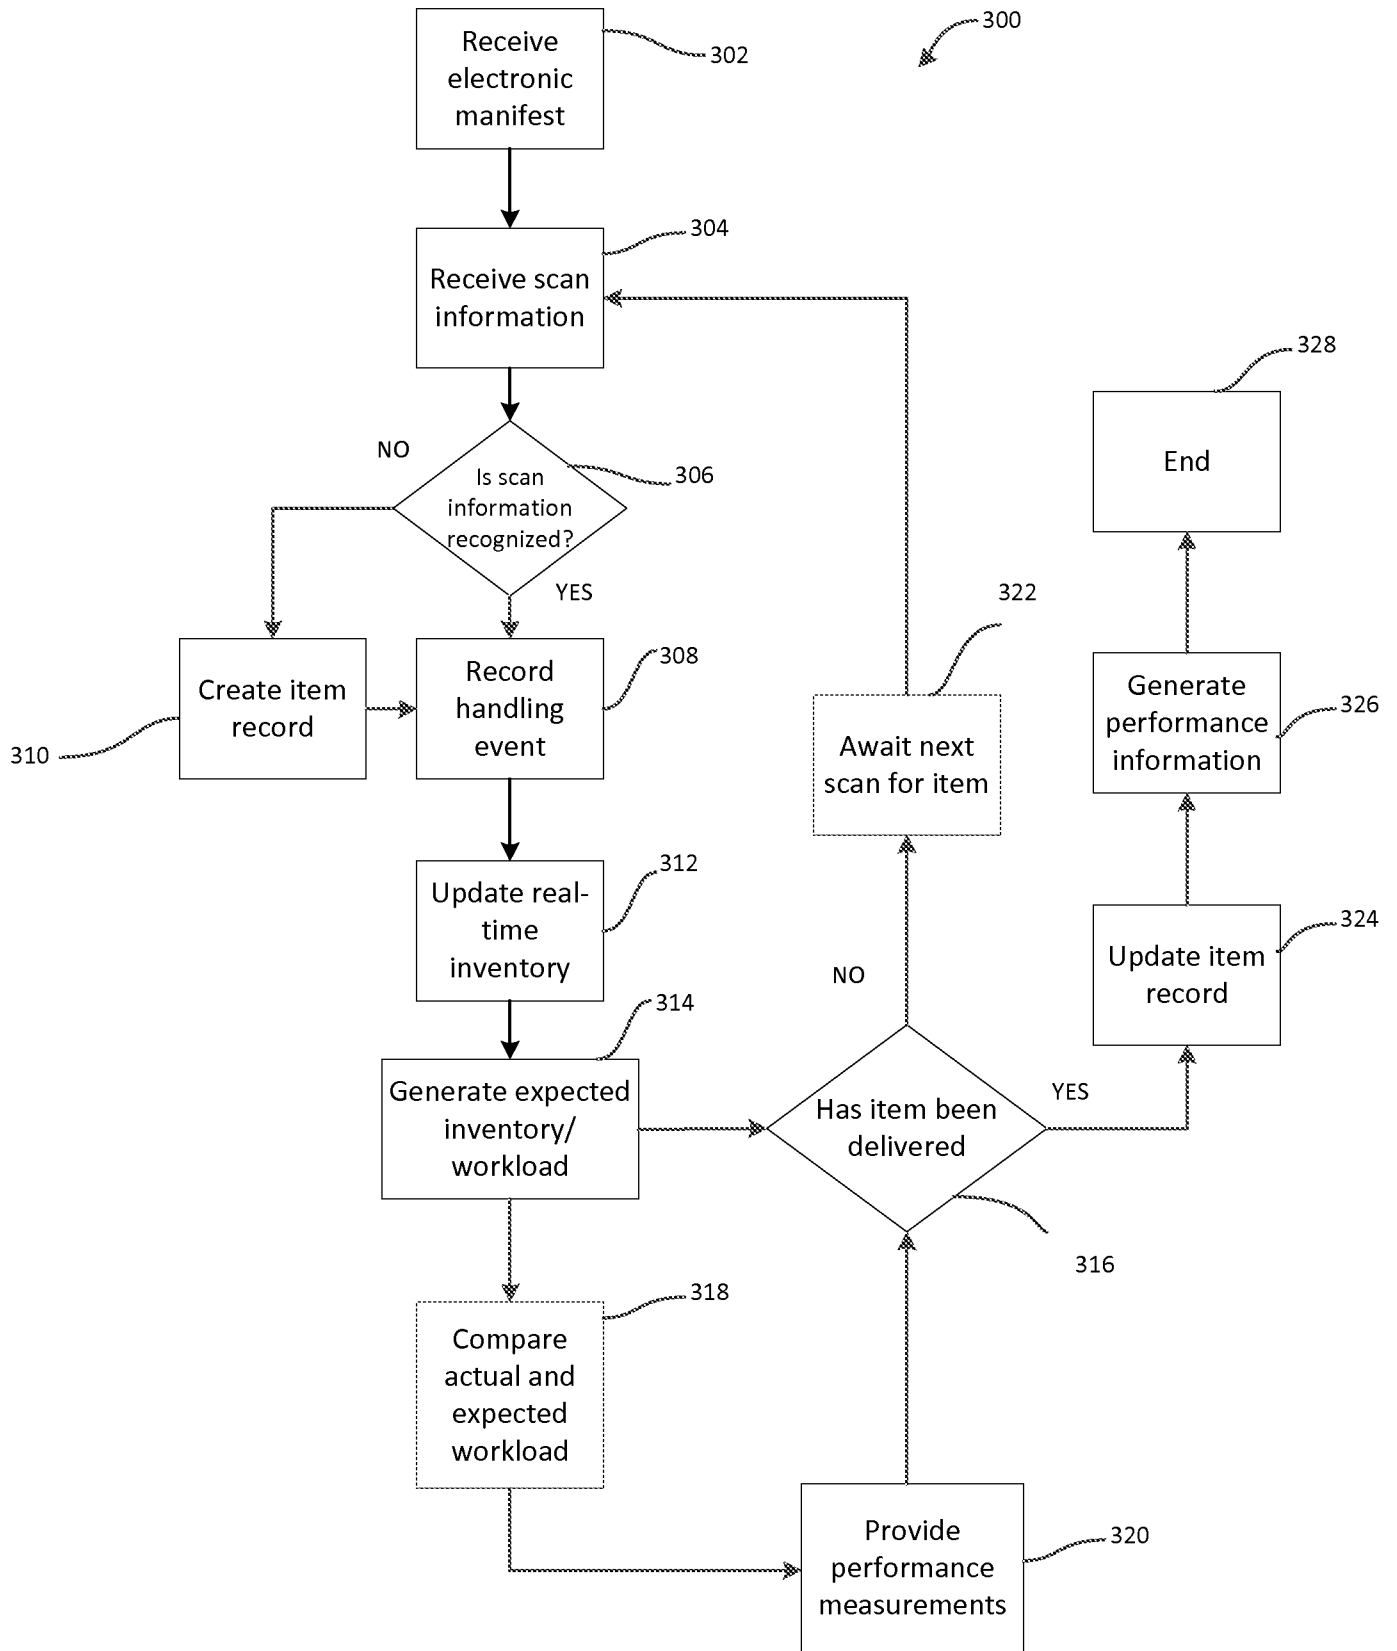 300
Receive
electronic
manifest
302
304
Receive scan
information
328
End
NO
Is scan
information
recognized?
306
YES
322
310
Create item
record
Record
handling
event
308
Await next
scan for item
Generate
performance
information
326
312
Update real-
time
inventory
324
Update item
record
NO
314
Generate expected
inventory/
workload
Has item been
delivered
YES
316
318
Compare
actual and
expected
workload
Provide
performance
measurements
320